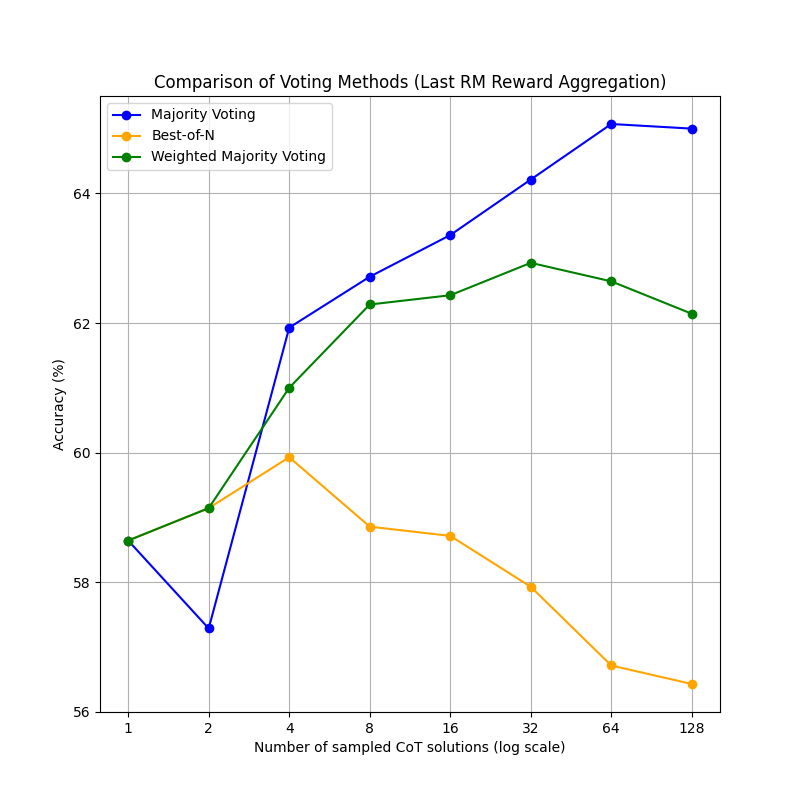 Comparison of Voting Methods (Last RM Reward Aggregation)
Majority Voting
Best-of-N
Weighted Majority Voting
64
62
60
58
56
Accuracy (%)
1 2 4 8 16 32 64 128
Number of sampled CoT solutions (log scale)